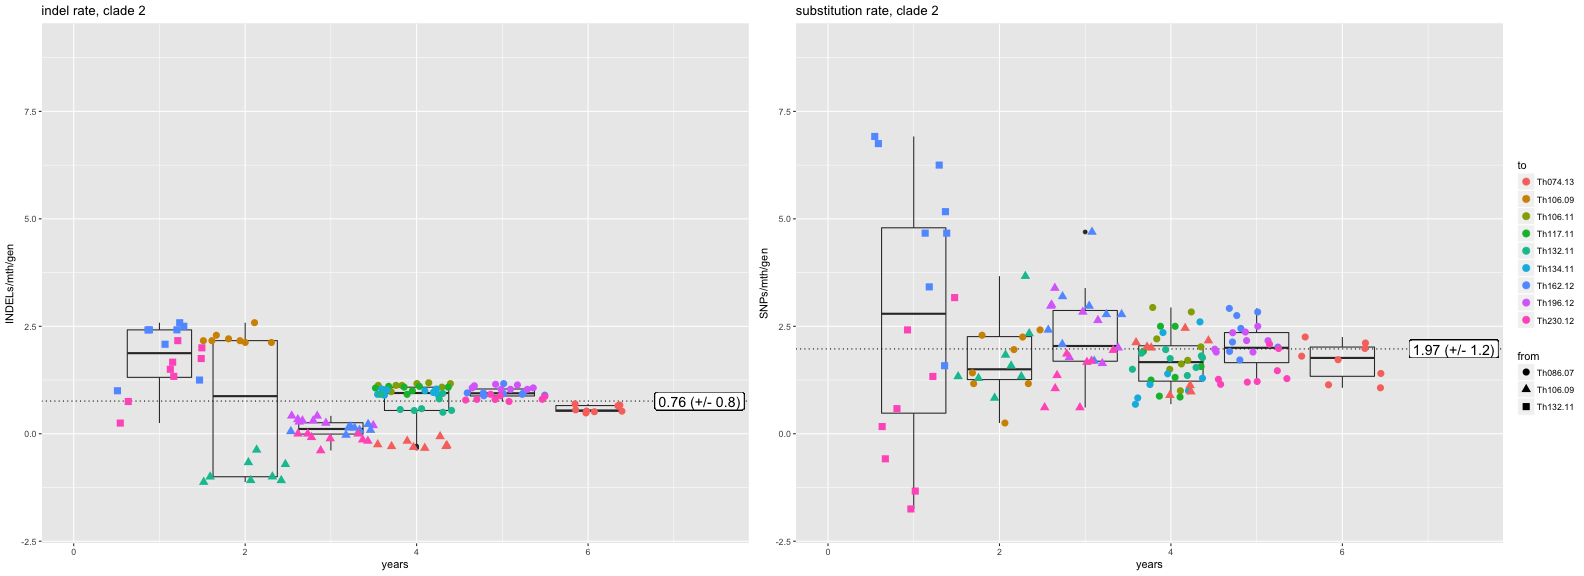 indel rate, clade 2
INDELs/mth/gen
7.5
5.0
2.5
0.0
-2.5
0.76 (+/- 0.8)
0
2
4
6
years
substitution rate, clade 2
SNPs/mth/gen
7.5
5.0
2.5
0.0
-2.5
1.97 (+/- 1.2)
0
2
4
6
years
to
Th074.13
Th106.09
Th106.11
Th117.11
Th132.11
Th134.11
Th162.12
Th196.12
Th230.12
from
Th086.07
Th106.09
Th132.11